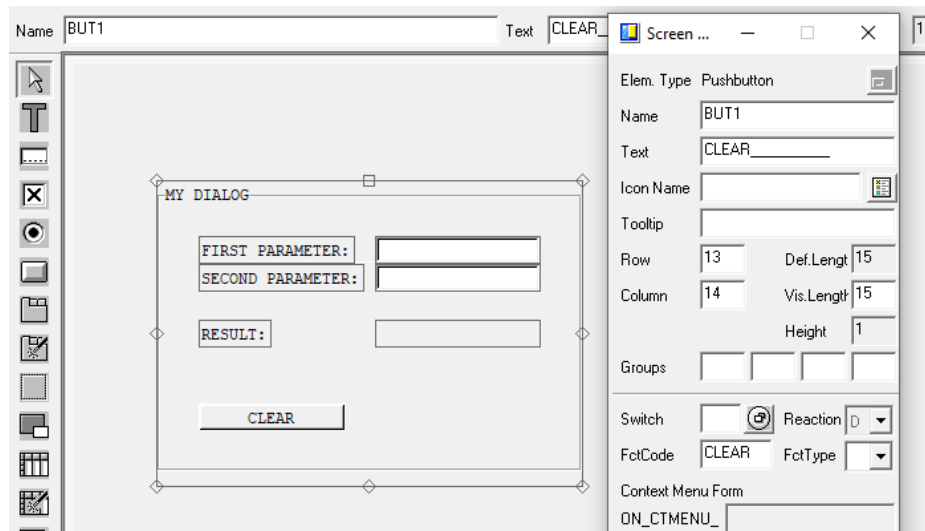 Name BUT1 Text CLEAR_
Screen ...
Elem. Type Pushbutton
Name BUT1
Text CLEAR__________
Icon Name
Tooltip
Row 13 Def.Lengt 15
Column 14 Vis.Length 15
Height 1
Groups
Switch Reaction D
FctCode CLEAR FctType
Context Menu Form
ON_CTMENU_
MY DIALOG
FIRST PARAMETER:
SECOND PARAMETER:
RESULT:
CLEAR